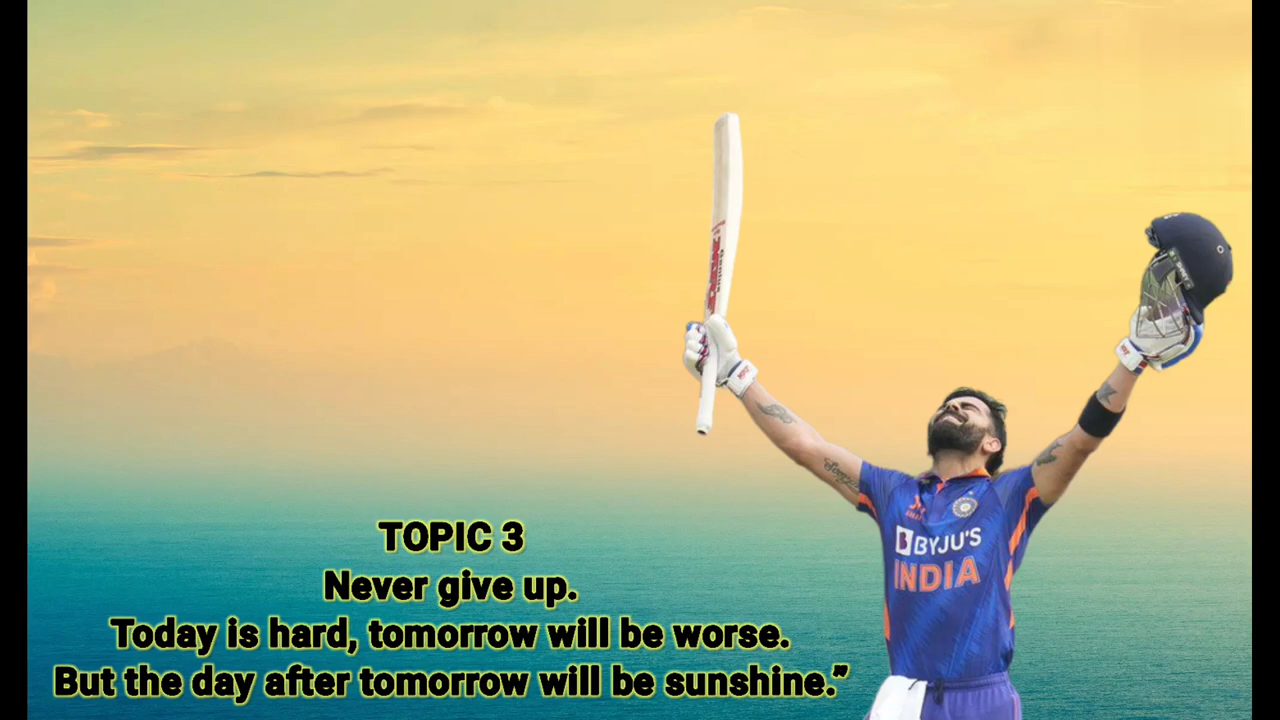 TOPIC 3
Never give up.
Today is hard, tomorrow will be worse.
But the day after tomorrow will be sunshine.”
BYJU'S
INDIA